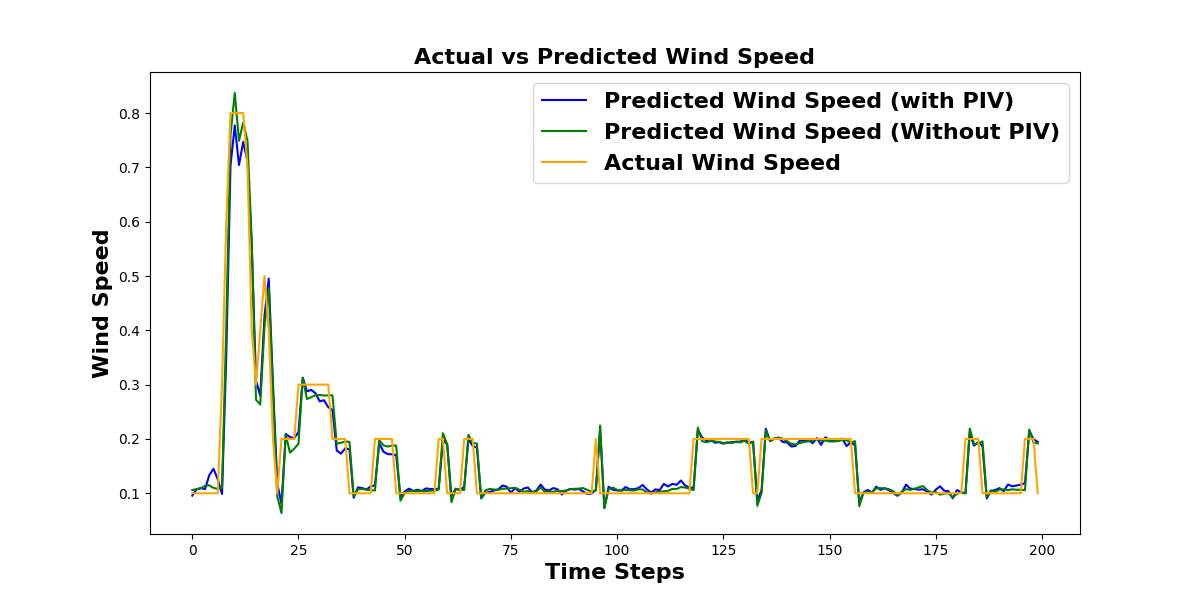 Actual vs Predicted Wind Speed
Predicted Wind Speed (with PIV)
Predicted Wind Speed (Without PIV)
Actual Wind Speed
Wind Speed
0.8
0.7
0.6
0.5
0.4
0.3
0.2
0.1
0 25 50 75 100 125 150 175 200
Time Steps